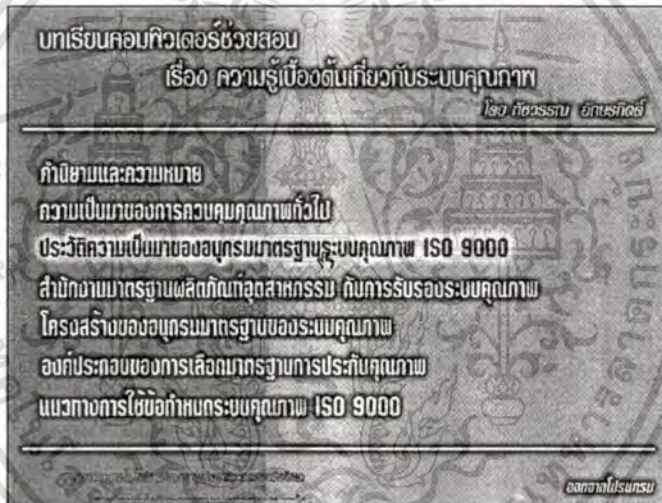 บทเรียนคอมพิวเตอร์ช่วยสอน
เรื่อง ความรู้เบื้องต้นเกี่ยวกับระบบคุณภาพ
โดย ภัชวรรณ อักษรกิตติ์
คำนิยามและความหมาย
ความเป็นมาของการควบคุมคุณภาพทั่วไป
ประวัติความเป็นมาของอนุกรมมาตรฐานระบบคุณภาพ ISO 9000
สำนักงานมาตรฐานผลิตภัณฑ์อุตสาหกรรม กับการรับรองระบบคุณภาพ
โครงสร้างของอนุกรมมาตรฐานของระบบคุณภาพ
องค์ประกอบของการเลือกมาตรฐานการประกันคุณภาพ
แนวทางการใช้ข้อกำหนดระบบคุณภาพ ISO 9000
ออกจากโปรแกรม